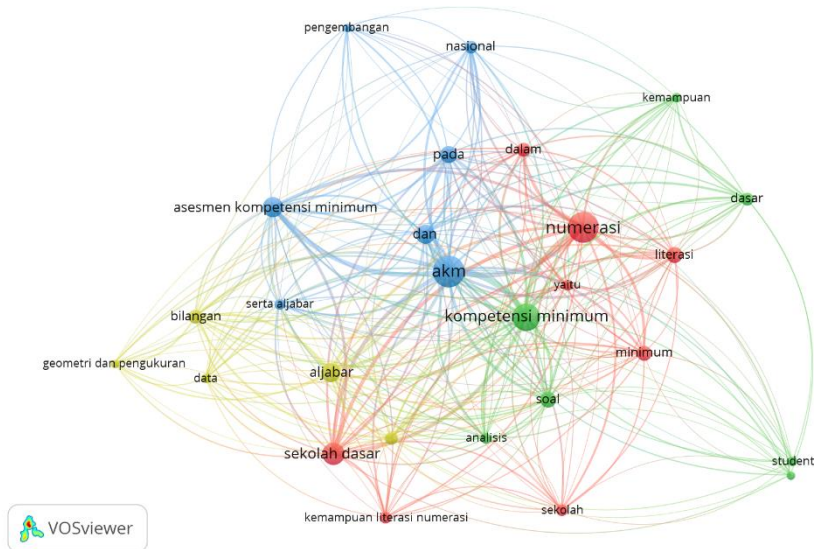 pengembangan
nasional
kemampuan
pada
dalam
dasar
asesmen kompetensi minimum
numerasi
dan
literasi
akm
yaitu
serta aljabar
bilangan
kompetensi minimum
minimum
geometri dan pengukuran
data
aljabar
soal
analisis
sekolah dasar
student
kemampuan literasi numerasi
sekolah
VOSviewer